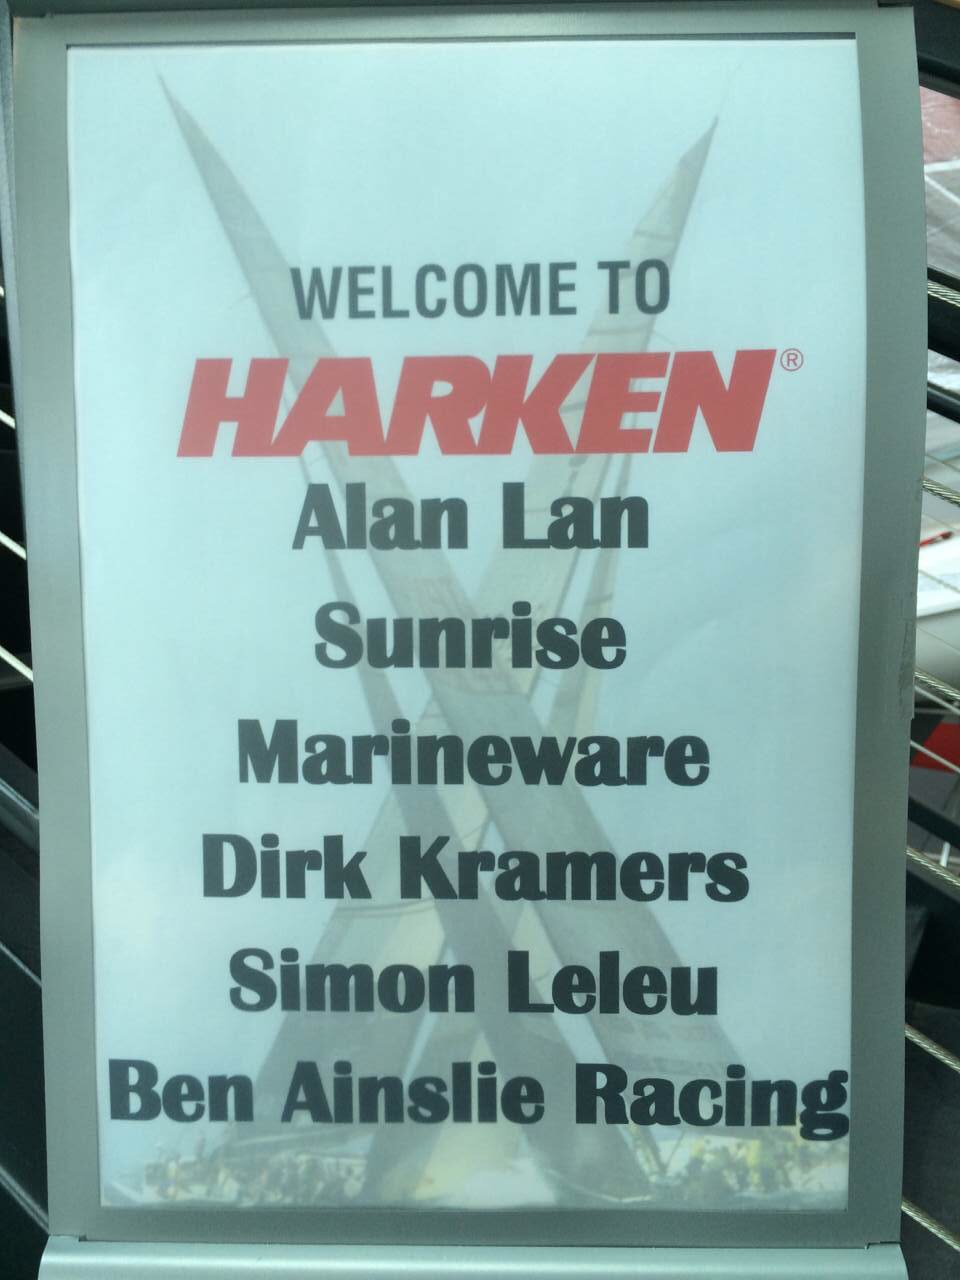 WELCOME TO
HARKEN®
Alan Lan
Sunrise
Marineware
Dirk Kramers
Simon Leleu
Ben Ainslie Racing